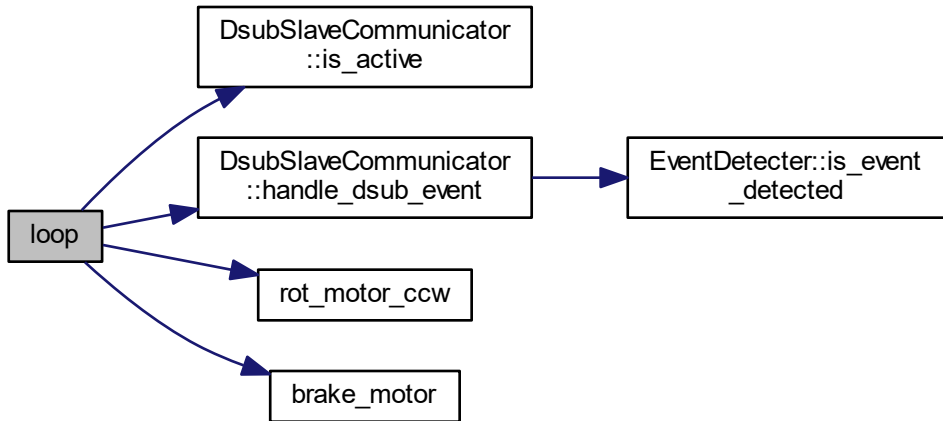 DsubSlaveCommunicator
::is_active
DsubSlaveCommunicator
::handle_dsub_event
EventDetecter::is_event
_detected
loop
rot_motor_ccw
brake_motor